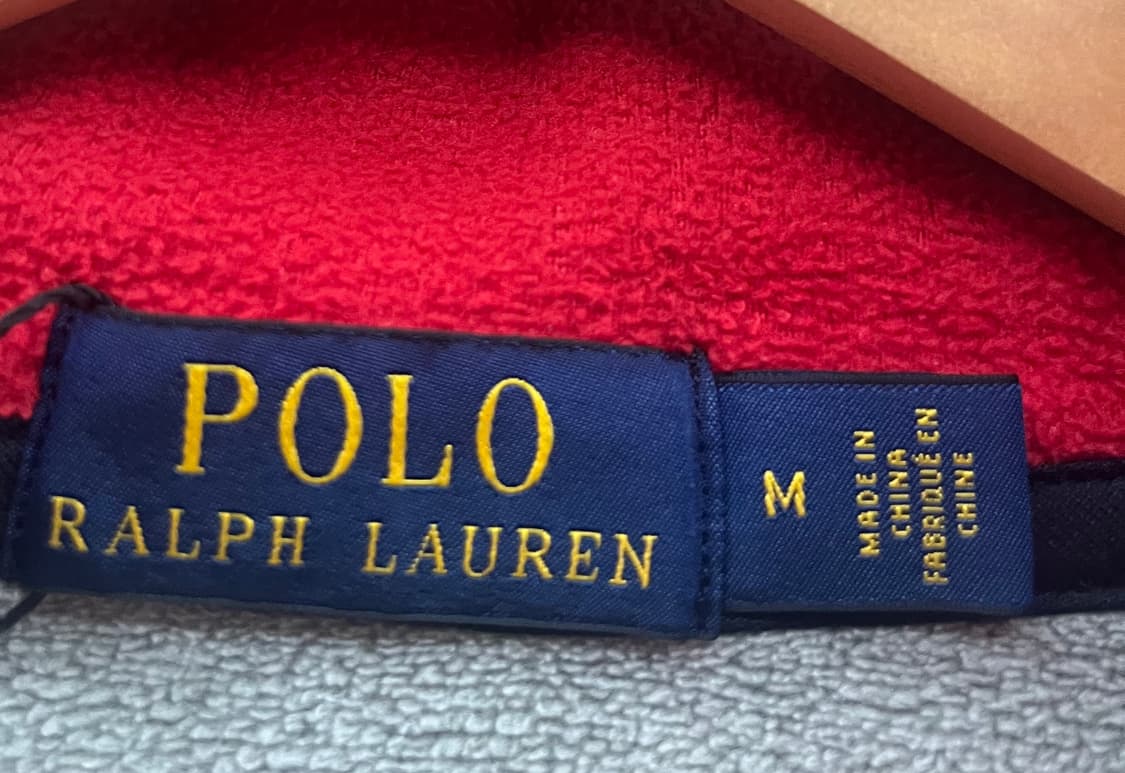 POLO
RALPH LAUREN
M
MADE IN
CHINA
FABRIQUÉ EN
CHINE